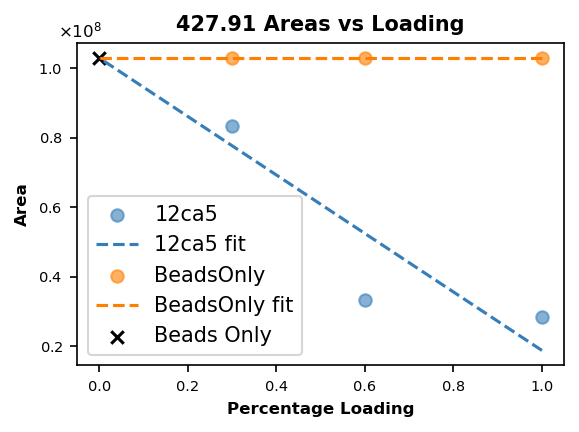 427.91 Areas vs Loading
×10⁸
1.0
0.8
0.6
0.4
0.2
Area
12ca5
12ca5 fit
BeadsOnly
BeadsOnly fit
Beads Only
0.0 0.2 0.4 0.6 0.8 1.0
Percentage Loading